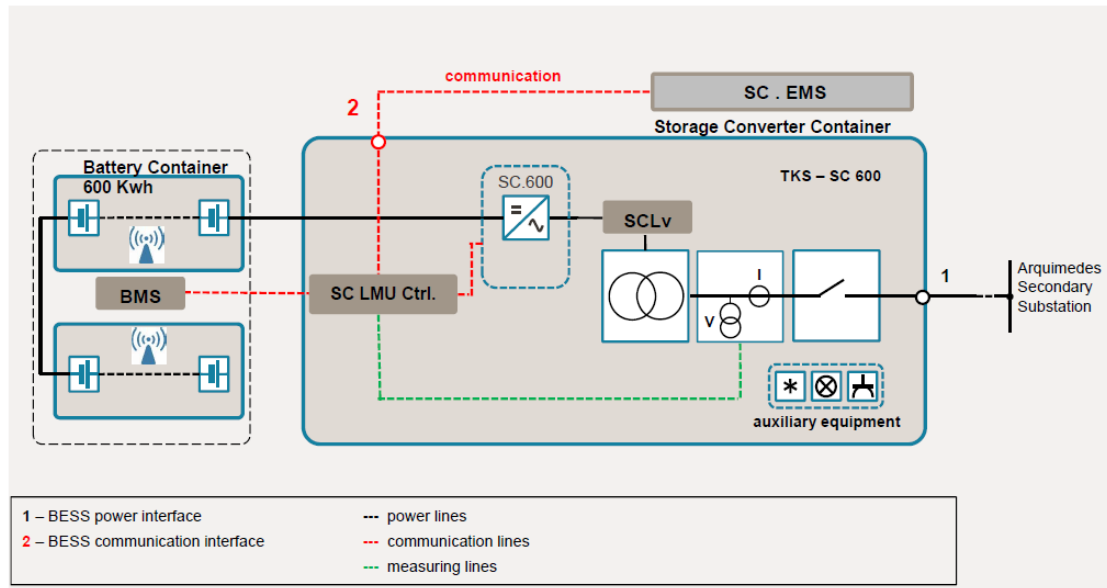 communication
SC . EMS
2
Storage Converter Container
Battery Container
600 Kwh
SC.600
TKS – SC 600
SCLv
BMS
SC LMU Ctrl.
I
V
1
Arquimedes
Secondary
Substation
auxiliary equipment
1 – BESS power interface
2 – BESS communication interface
--- power lines
--- communication lines
--- measuring lines